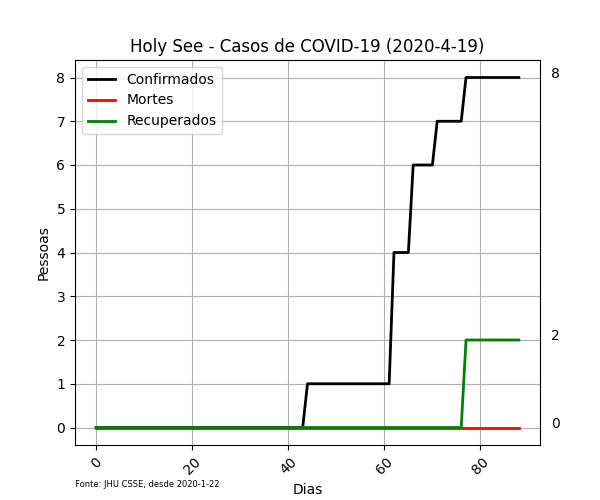 Holy See - Casos de COVID-19 (2020-4-19)
Confirmados
Mortes
Recuperados
Pessoas
8
7
6
5
4
3
2
1
0
8
2
0
0
20
40
60
80
Dias
Fonte: JHU CSSE, desde 2020-1-22